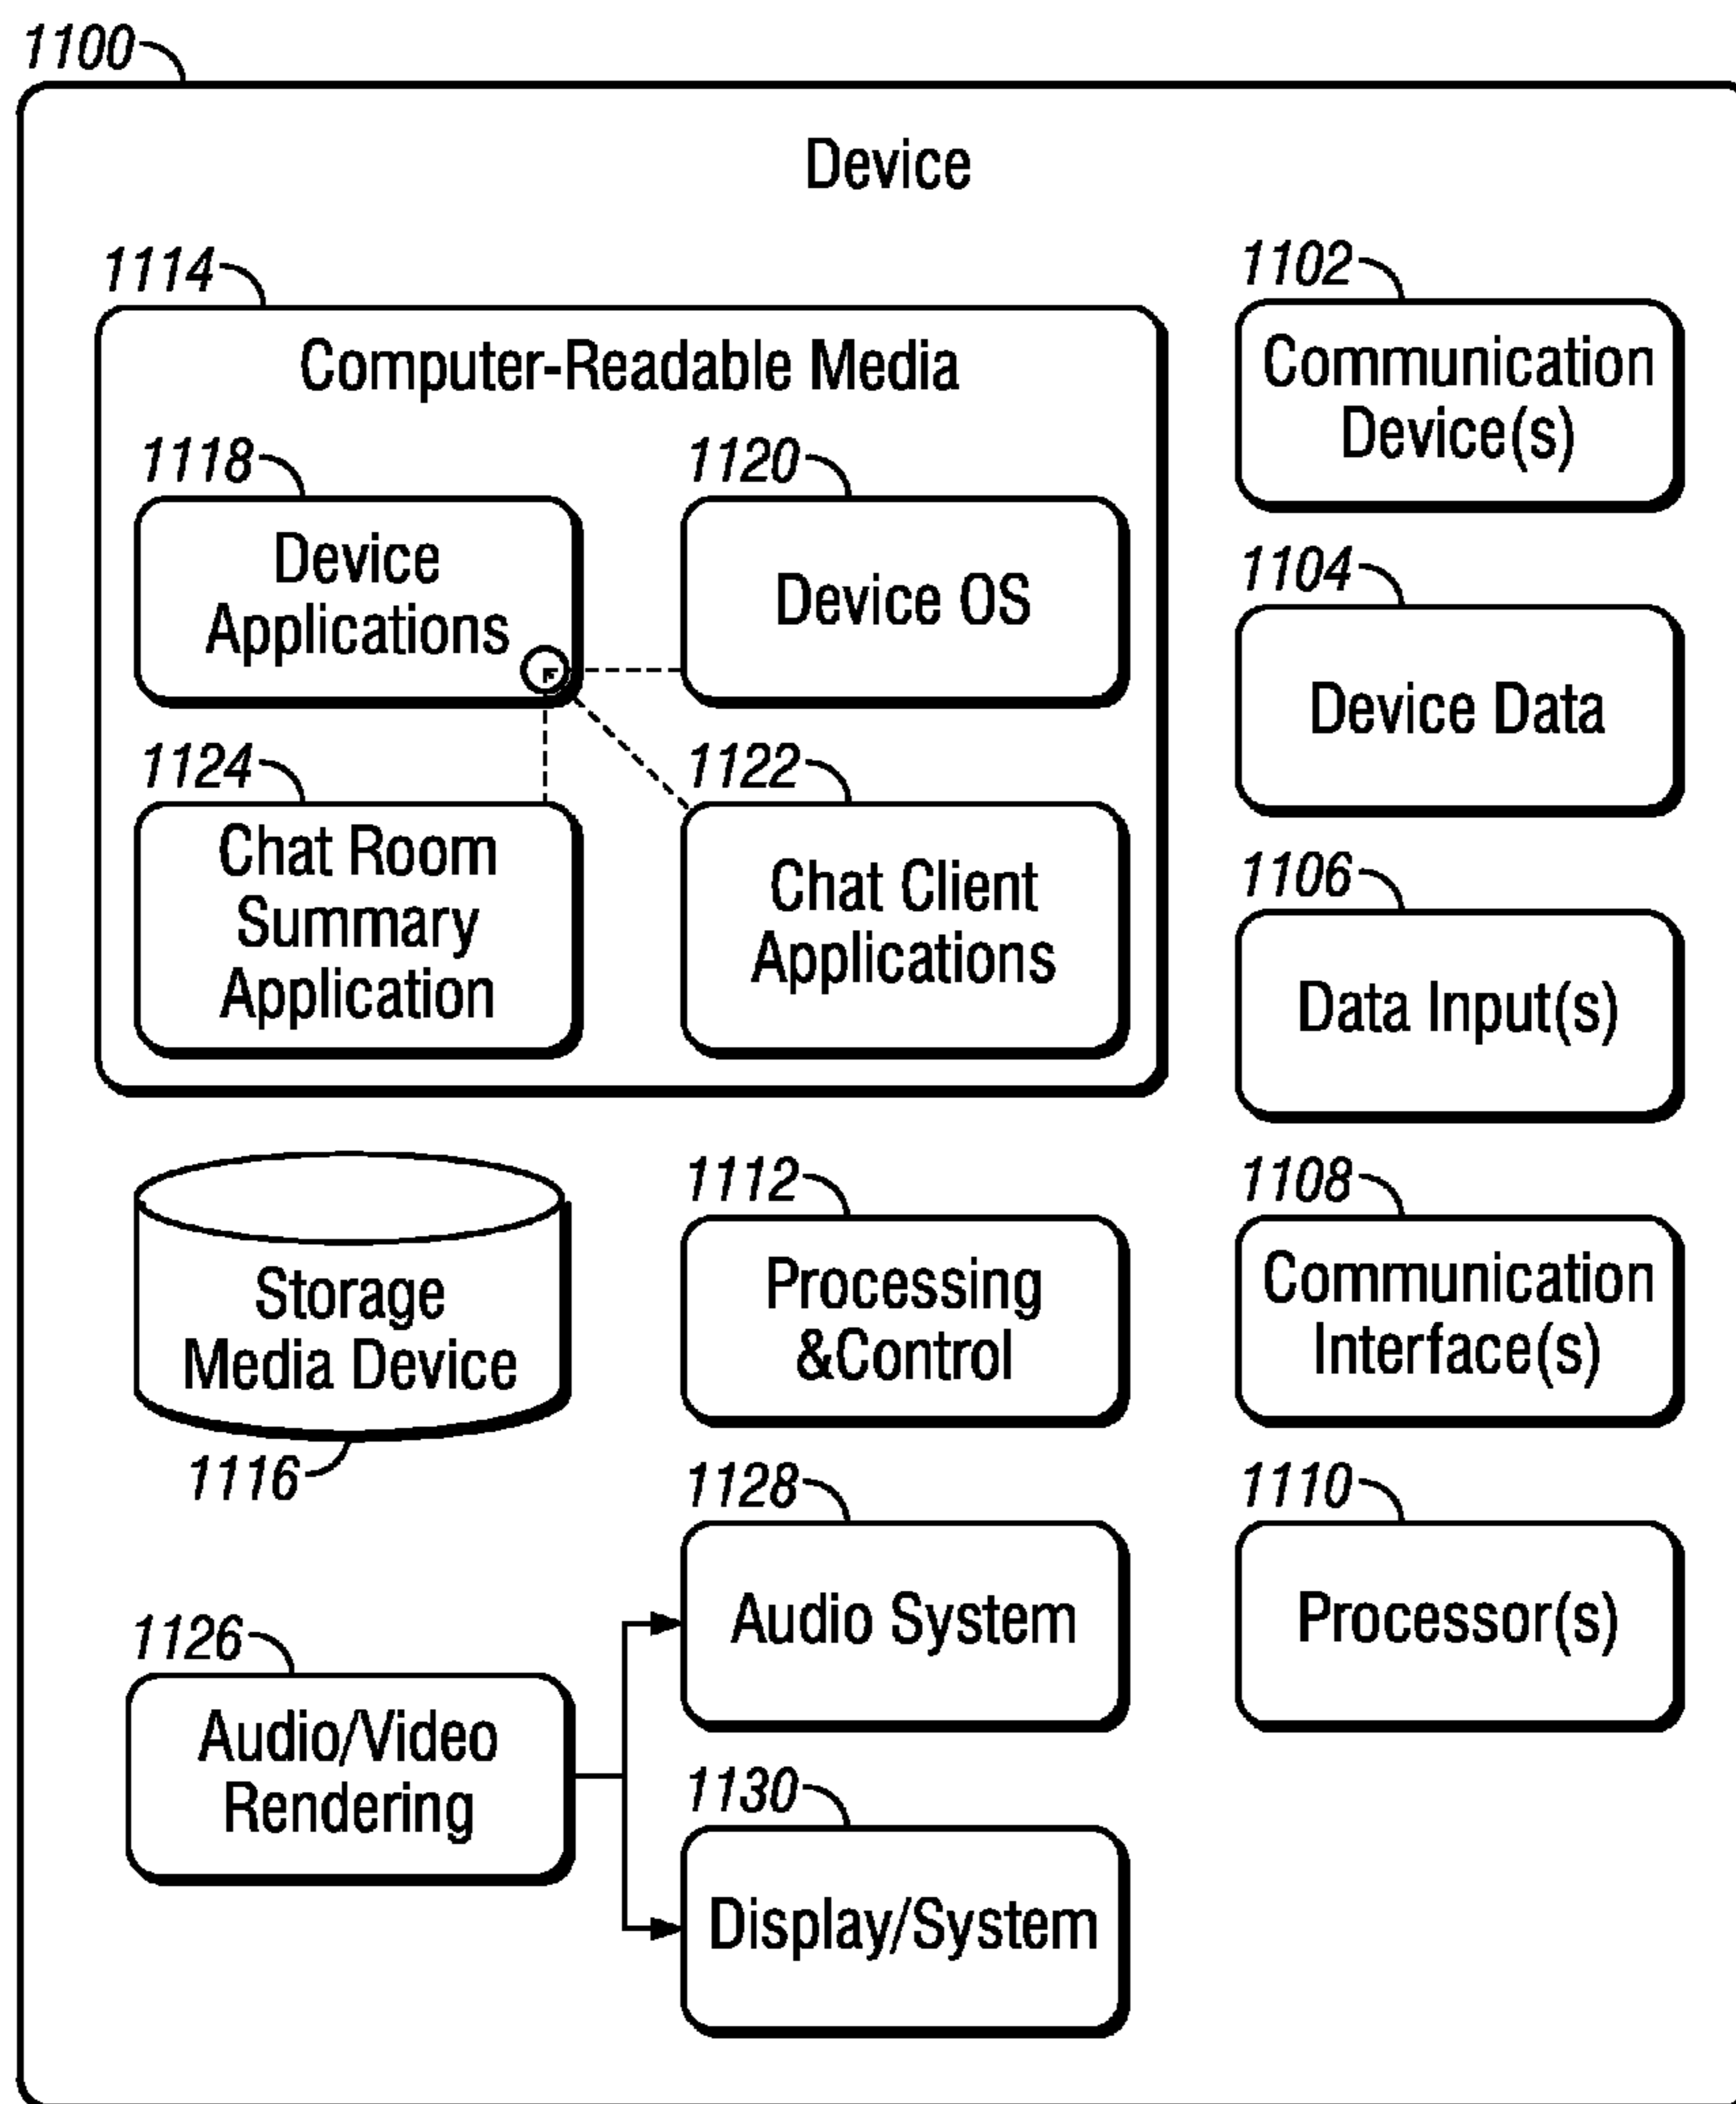 1100
Device
1114
Computer-Readable Media
1118
Device
Applications
1120
Device OS
1124
Chat Room
Summary
Application
1122
Chat Client
Applications
1102
Communication
Device(s)
1104
Device Data
1106
Data Input(s)
Storage
Media Device
1116
1112
Processing
&Control
1108
Communication
Interface(s)
1128
Audio System
1110
Processor(s)
1126
Audio/Video
Rendering
1130
Display/System